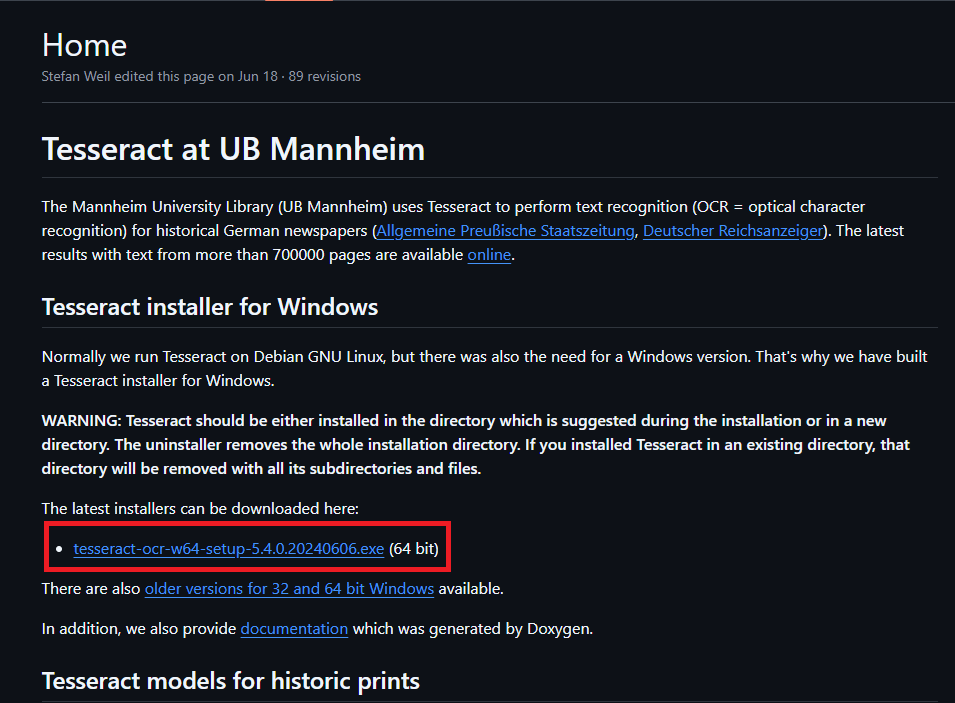 Home
Stefan Weil edited this page on Jun 18 · 89 revisions
Tesseract at UB Mannheim
The Mannheim University Library (UB Mannheim) uses Tesseract to perform text recognition (OCR = optical character
recognition) for historical German newspapers (Allgemeine Preußische Staatszeitung, Deutscher Reichsanzeiger). The latest
results with text from more than 700000 pages are available online.
Tesseract installer for Windows
Normally we run Tesseract on Debian GNU Linux, but there was also the need for a Windows version. That's why we have built
a Tesseract installer for Windows.
WARNING: Tesseract should be either installed in the directory which is suggested during the installation or in a new
directory. The uninstaller removes the whole installation directory. If you installed Tesseract in an existing directory, that
directory will be removed with all its subdirectories and files.
The latest installers can be downloaded here:
• tesseract-ocr-w64-setup-5.4.0.20240606.exe (64 bit)
There are also older versions for 32 and 64 bit Windows available.
In addition, we also provide documentation which was generated by Doxygen.
Tesseract models for historic prints